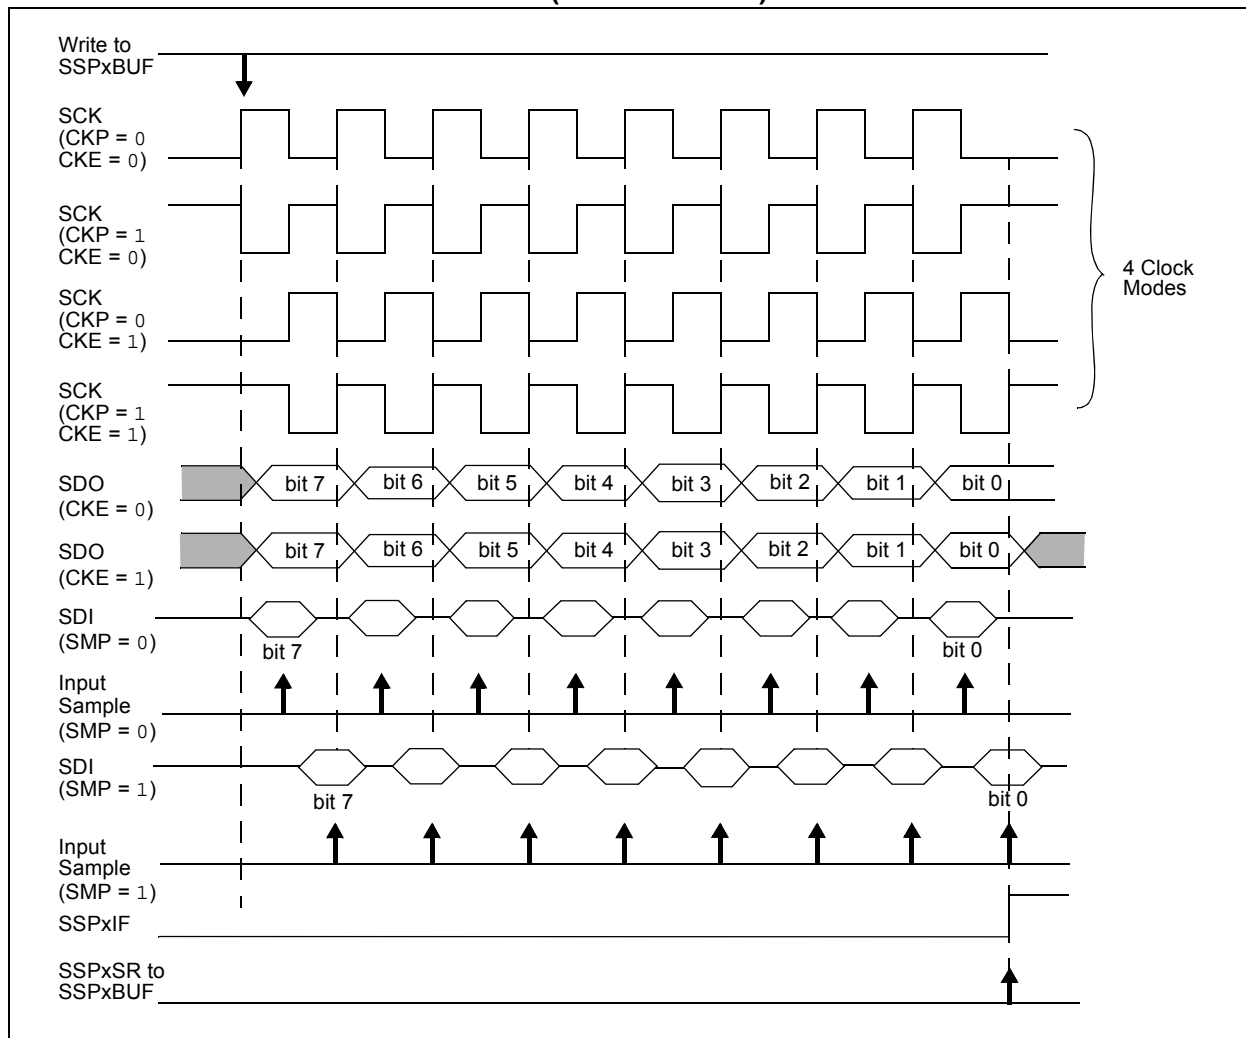 Write to
SSPxBUF
SCK
(CKP = 0
CKE = 0)
SCK
(CKP = 1
CKE = 0)
SCK
(CKP = 0
CKE = 1)
SCK
(CKP = 1
CKE = 1)
4 Clock
Modes
SDO
(CKE = 0)
bit 7 bit 6 bit 5 bit 4 bit 3 bit 2 bit 1 bit 0
SDO
(CKE = 1)
bit 7 bit 6 bit 5 bit 4 bit 3 bit 2 bit 1 bit 0
SDI
(SMP = 0)
bit 7 bit 0
Input
Sample
(SMP = 0)
SDI
(SMP = 1)
bit 7 bit 0
Input
Sample
(SMP = 1)
SSPxIF
SSPxSR to
SSPxBUF